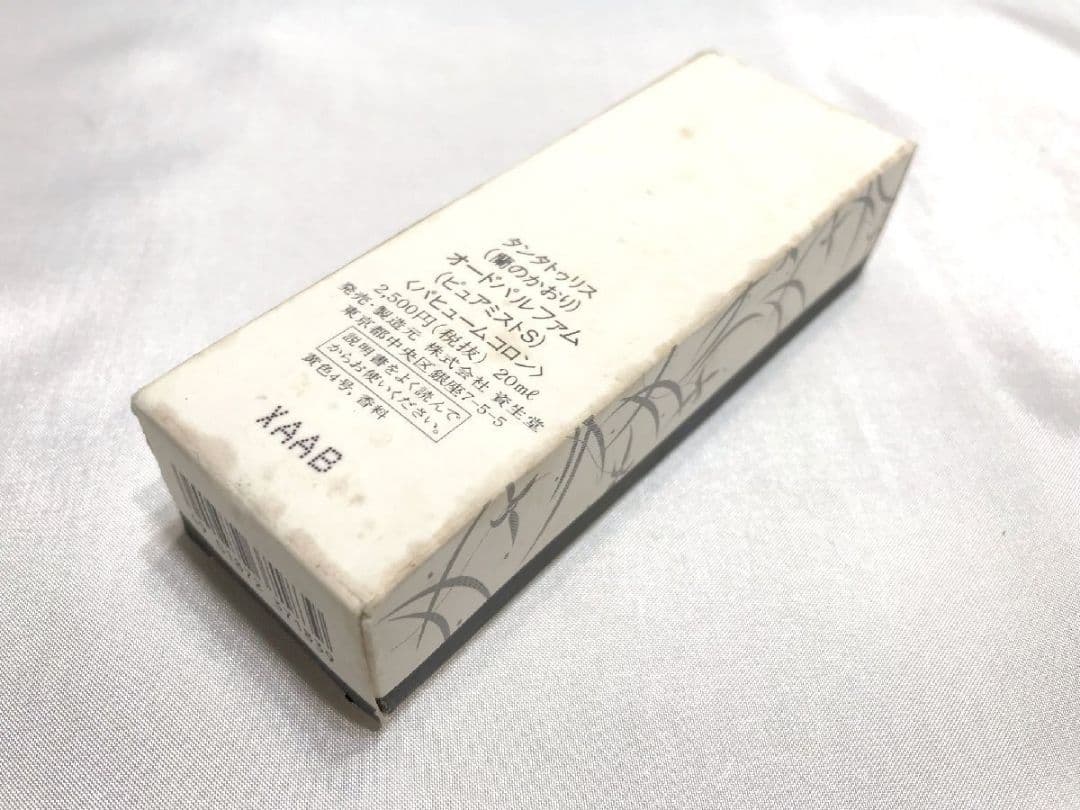 タンタトゥリス
(蘭のかおり)
オードパルファム
(ピュアミストS)
〈パヒュームコロン〉
2,500円(税抜) 20mℓ
発売・製造元 株式会社 資生堂
東京都中央区銀座7-5-5
説明書をよく読んで
からお使いください。
黄色4号,香料
XAAB